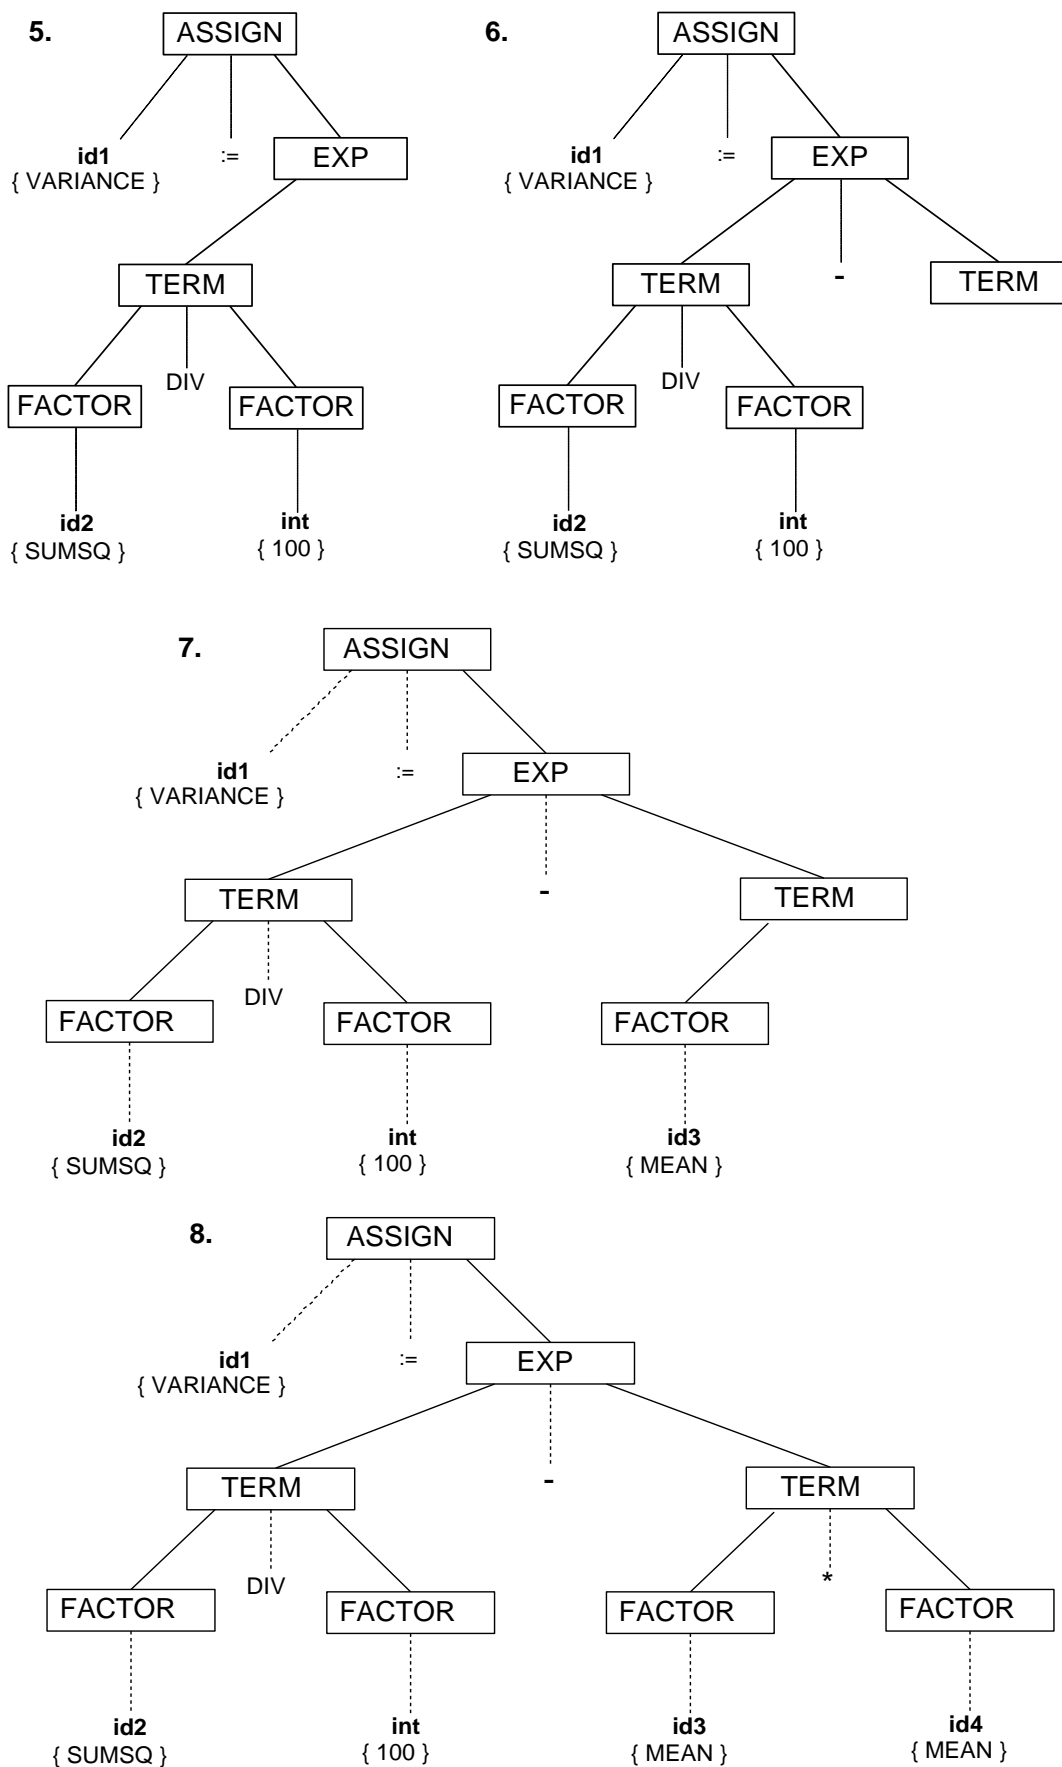 5.
ASSIGN
id1
{ VARIANCE }
:=
EXP
TERM
FACTOR
DIV
FACTOR
id2
{ SUMSQ }
int
{ 100 }
6.
ASSIGN
id1
{ VARIANCE }
:=
EXP
TERM
-
TERM
FACTOR
DIV
FACTOR
id2
{ SUMSQ }
int
{ 100 }
7.
ASSIGN
id1
{ VARIANCE }
:=
EXP
TERM
-
TERM
FACTOR
DIV
FACTOR
FACTOR
id2
{ SUMSQ }
int
{ 100 }
id3
{ MEAN }
8.
ASSIGN
id1
{ VARIANCE }
:=
EXP
TERM
-
TERM
FACTOR
DIV
FACTOR
FACTOR
*
FACTOR
id2
{ SUMSQ }
int
{ 100 }
id3
{ MEAN }
id4
{ MEAN }